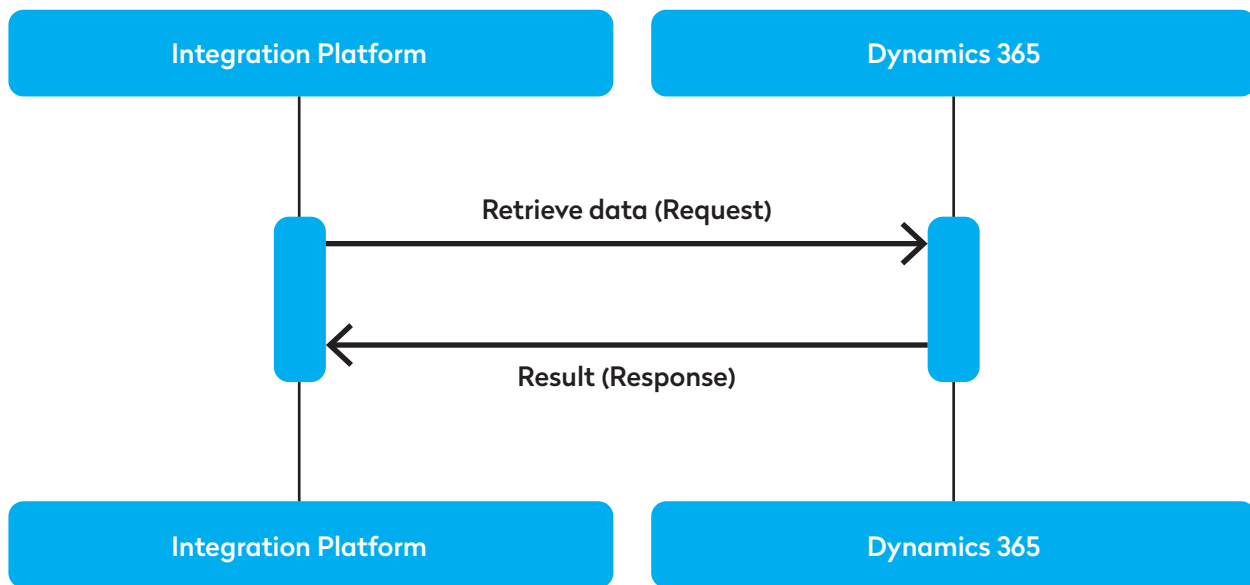 Integration Platform
Dynamics 365
Retrieve data (Request)
Result (Response)
Integration Platform
Dynamics 365